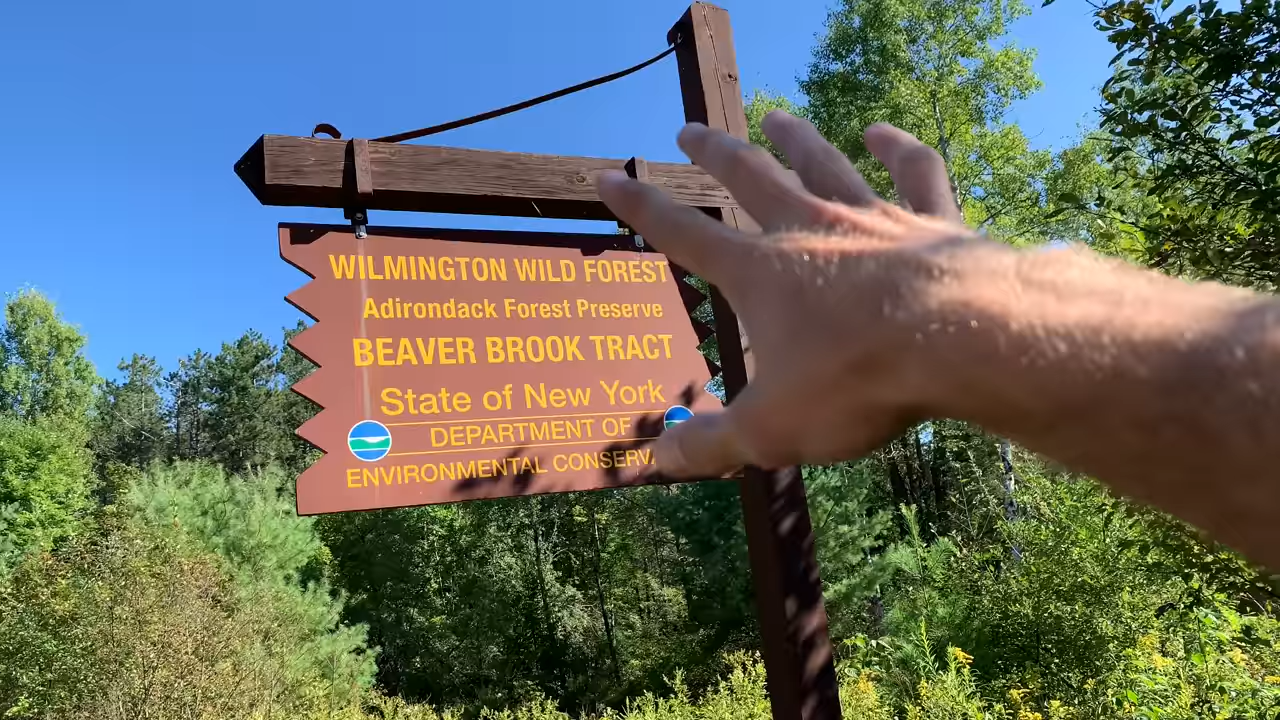 WILMINGTON WILD FOREST
Adirondack Forest Preserve
BEAVER BROOK TRACT
State of New York
DEPARTMENT OF
ENVIRONMENTAL